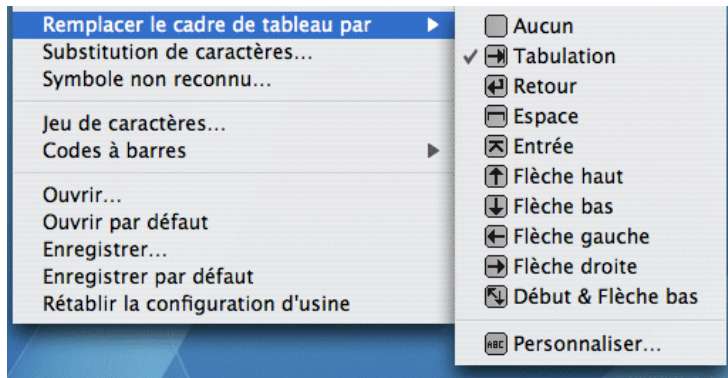 Remplacer le cadre de tableau par
Substitution de caractères...
Symbole non reconnu...
Jeu de caractères...
Codes à barres
Ouvrir...
Ouvrir par défaut
Enregistrer...
Enregistrer par défaut
Rétablir la configuration d'usine
Aucun
Tabulation
Retour
Espace
Entrée
Flèche haut
Flèche bas
Flèche gauche
Flèche droite
Début & Flèche bas
ABC Personnaliser...